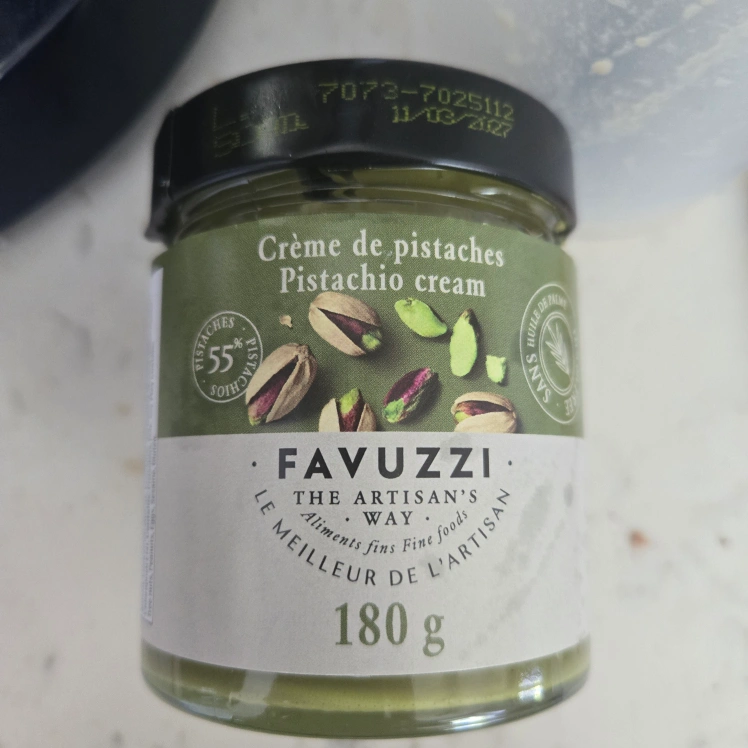 7073-7025112
11/03/2027
Crème de pistaches
Pistachio cream
PISTACHES · PISTACHIOS ·
55%
SANS HUILE DE PALME
· FAVUZZI ·
THE ARTISAN'S
· WAY ·
Aliments fins Fine foods
LE MEILLEUR DE L'ARTISAN
180 g